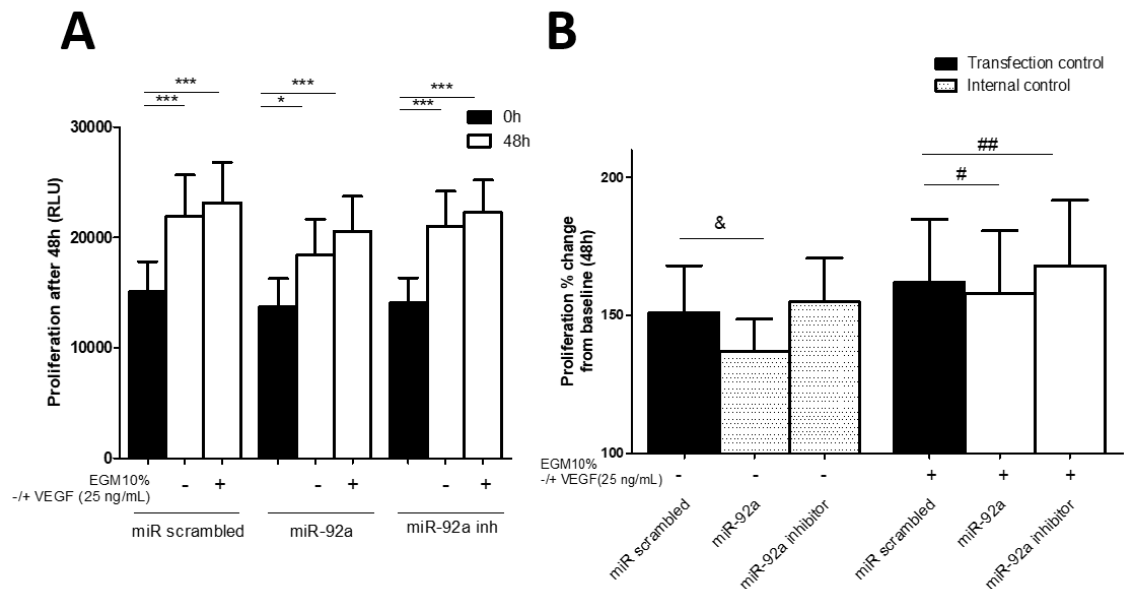 A
***
***
***
*
***
***
0h
48h
30000
20000
10000
0
Proliferation after 48h (RLU)
EGM10%
-/+ VEGF (25 ng/mL)
- + - + - +
miR scrambled miR-92a miR-92a inh
B
Transfection control
Internal control
200
150
100
Proliferation % change
from baseline (48h)
##
#
&
EGM10%
-/+ VEGF(25 ng/mL)
- - - + + +
miR scrambled
miR-92a
miR-92a inhibitor
miR scrambled
miR-92a
miR-92a inhibitor